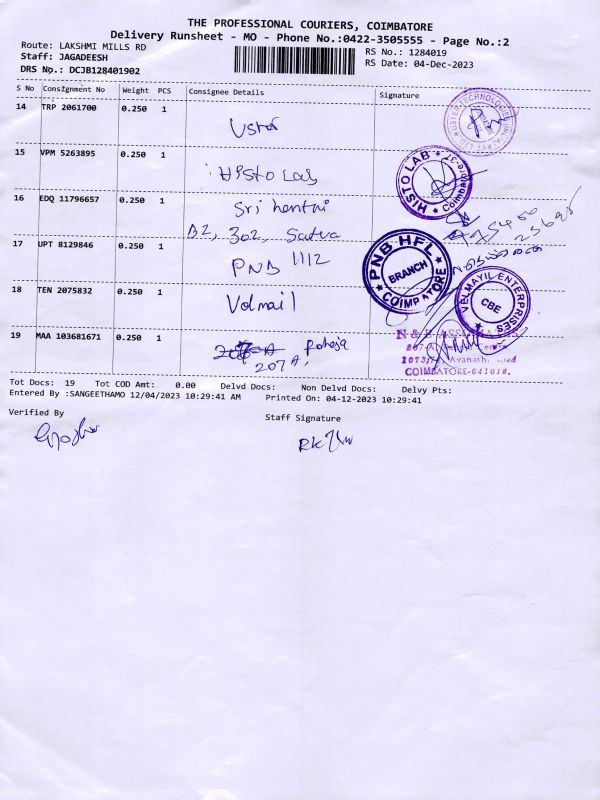 THE PROFESSIONAL COURIERS, COIMBATORE
Delivery Runsheet - MO - Phone No.:0422-3505555 - Page No.:2
Route: LAKSHMI MILLS RD
RS No.: 1284019
Staff: JAGADEESH
RS Date: 04-Dec-2023
DRS No.: DCJB128401902
S No Consignment No Weight PCS Consignee Details Signature
14 TRP 2061700 0.250 1
Uster
15 VPM 5263895 0.250 1
Histo Lab
HISTO LAB
Coimbatore
16 EDQ 11796657 0.250 1
Sri
B2, 302, Satva
17 UPT 8129846 0.250 1
PNB 1112
PNB HFL
BRANCH
COIMBATORE
18 TEN 2075832 0.250 1
Volmail
VELMAYIL ENTERPRISES
CBE
19 MAA 103681671 0.250 1
207 A,
COIMBATORE-641018.
Tot Docs: 19 Tot COD Amt: 0.00 Delvd Docs: Non Delvd Docs: Delvy Pts:
Entered By :SANGEETHAMO 12/04/2023 10:29:41 AM Printed On: 04-12-2023 10:29:41
Verified By
Staff Signature